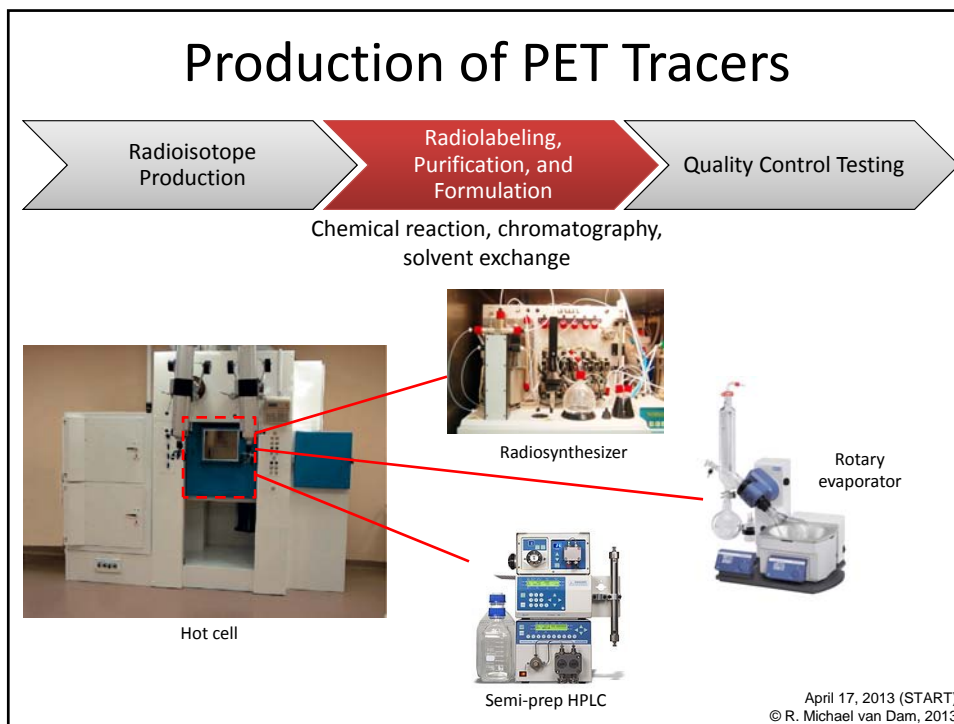 Production of PET Tracers
Radioisotope
Production
Radiolabeling,
Purification, and
Formulation
Quality Control Testing
Chemical reaction, chromatography,
solvent exchange
Radiosynthesizer
Rotary
evaporator
Hot cell
Semi-prep HPLC
April 17, 2013 (START)
© R. Michael van Dam, 2013